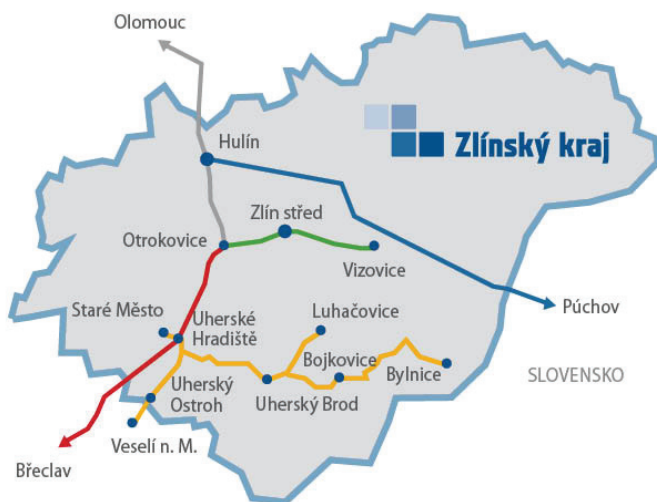 Olomouc
Hulín
Zlínský kraj
Zlín střed
Otrokovice
Vizovice
Staré Město
Uherské
Hradiště
Luhačovice
Púchov
Bojkovice
Bylnice
SLOVENSKO
Uherský
Ostroh
Uherský Brod
Veselí n. M.
Břeclav